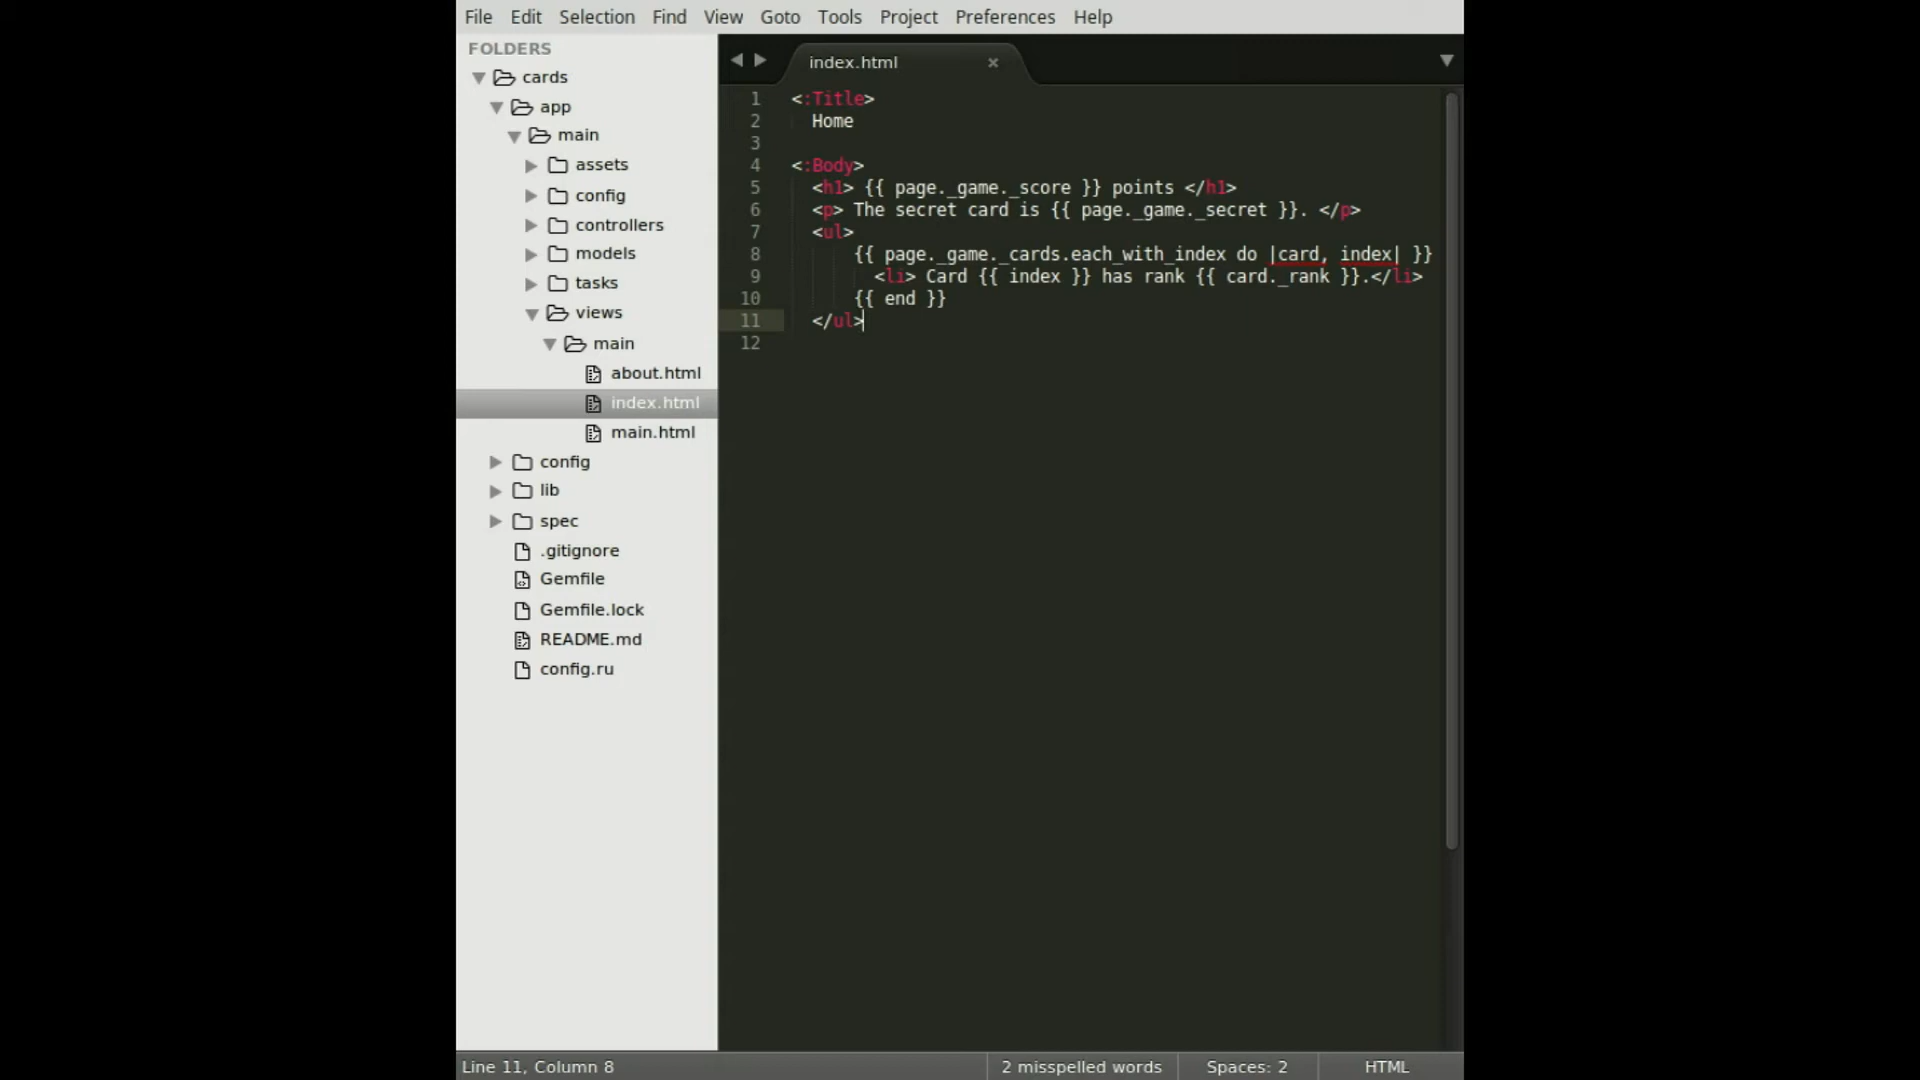 File Edit Selection Find View Goto Tools Project Preferences Help
FOLDERS
cards
app
main
assets
config
controllers
models
tasks
views
main
about.html
index.html
main.html
config
lib
spec
.gitignore
Gemfile
Gemfile.lock
README.md
config.ru
index.html ×
1 <:Title>
2 Home
3
4 <:Body>
5 <h1> {{ page._game._score }} points </h1>
6 <p> The secret card is {{ page._game._secret }}. </p>
7 <ul>
8 {{ page._game._cards.each_with_index do |card, index| }}
9 <li> Card {{ index }} has rank {{ card._rank }}.</li>
10 {{ end }}
11 </ul>
12
Line 11, Column 8 2 misspelled words Spaces: 2 HTML